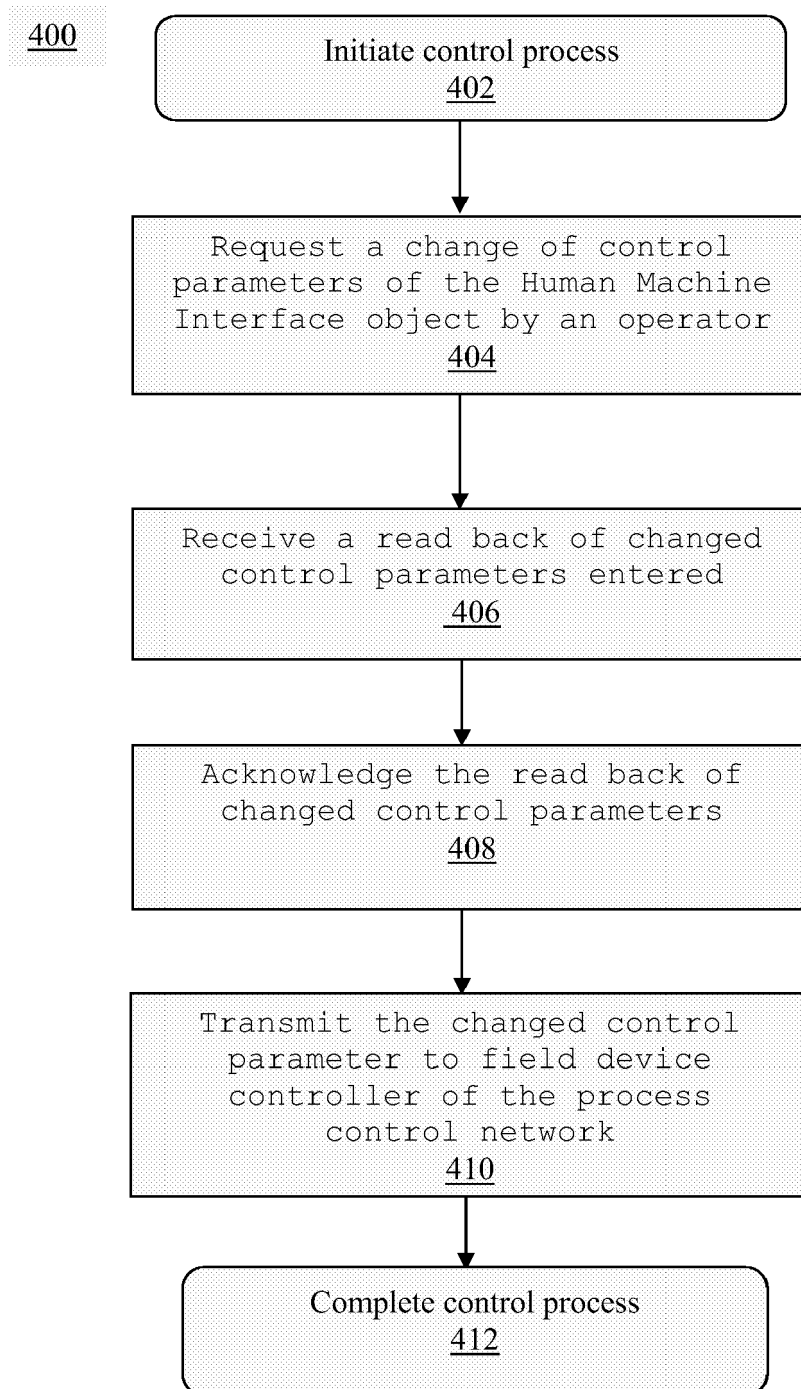 400
Initiate control process
402
Request a change of control
parameters of the Human Machine
Interface object by an operator
404
Receive a read back of changed
control parameters entered
406
Acknowledge the read back of
changed control parameters
408
Transmit the changed control
parameter to field device
controller of the process
control network
410
Complete control process
412